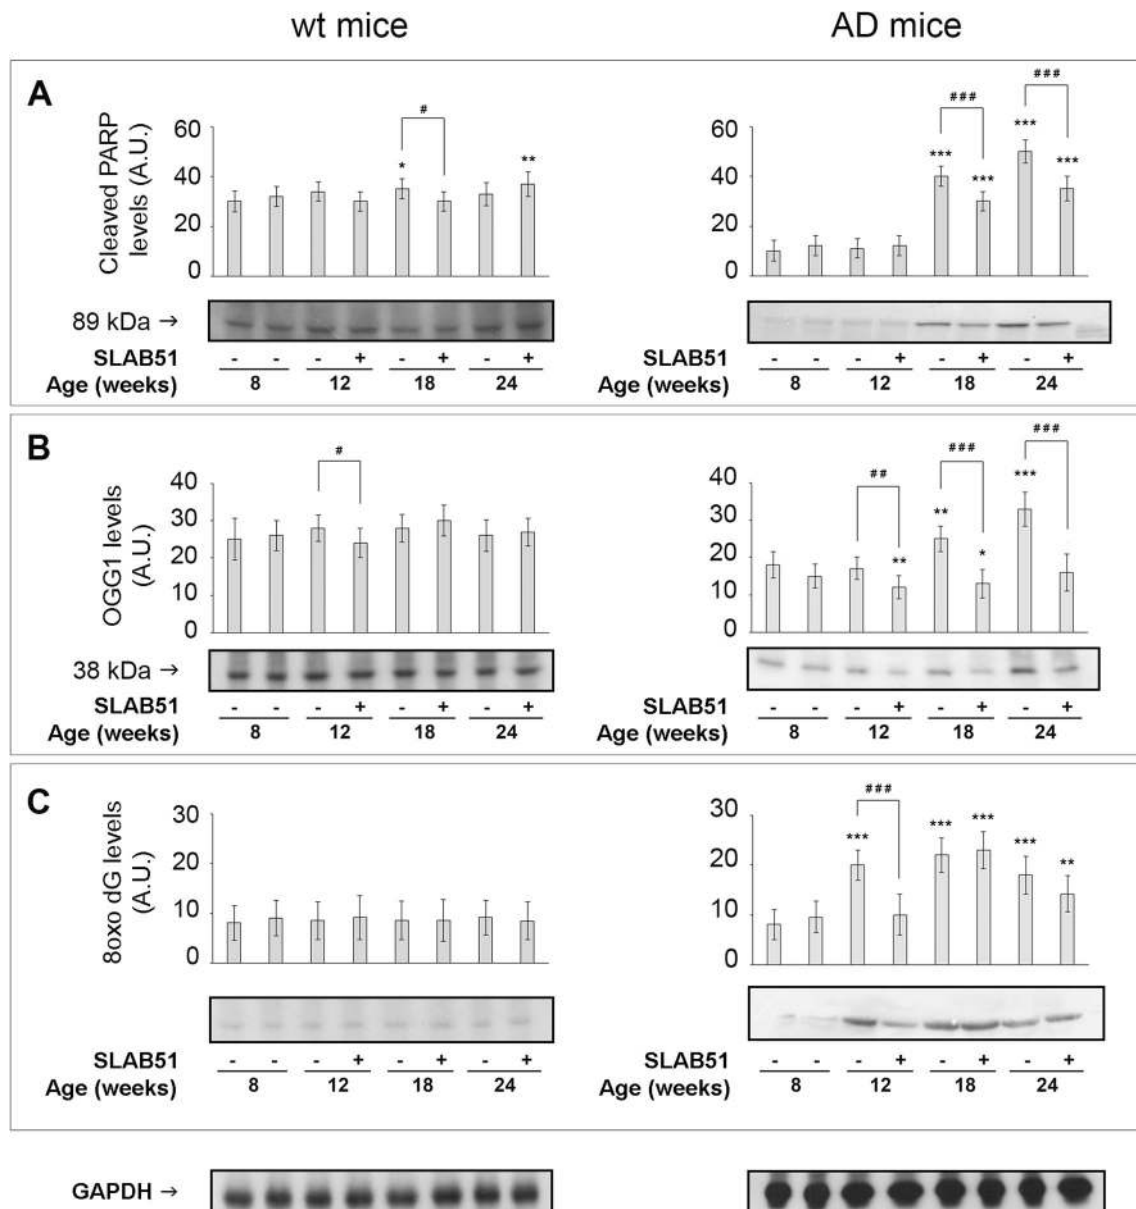 wt mice AD mice
A
Cleaved PARP
levels (A.U.)
60
40
20
0
*
#
**
89 kDa →
SLAB51 - - - + - + - +
Age (weeks) 8 12 18 24
60
40
20
0
***
###
***
***
###
***
SLAB51 - - - + - + - +
Age (weeks) 8 12 18 24
B
OGG1 levels
(A.U.)
40
30
20
10
0
#
38 kDa →
SLAB51 - - - + - + - +
Age (weeks) 8 12 18 24
40
30
20
10
0
##
**
**
###
*
***
###
SLAB51 - - - + - + - +
Age (weeks) 8 12 18 24
C
8oxo dG levels
(A.U.)
30
20
10
0
SLAB51 - - - + - + - +
Age (weeks) 8 12 18 24
30
20
10
0
***
###
***
***
***
**
SLAB51 - - - + - + - +
Age (weeks) 8 12 18 24
GAPDH →